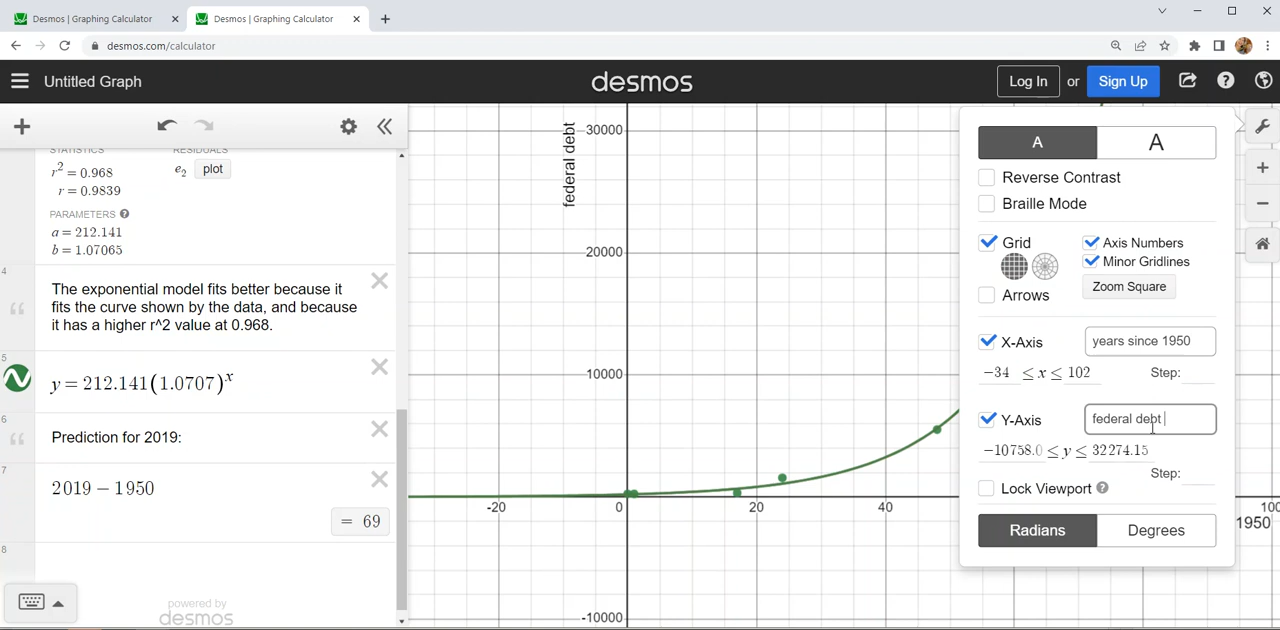 Desmos | Graphing Calculator
Desmos | Graphing Calculator
desmos.com/calculator
Untitled Graph
desmos
Log In or Sign Up
STATISTICS RESIDUALS
r² = 0.968 e₂ plot
r = 0.9839
PARAMETERS
a = 212.141
b = 1.07065
4
The exponential model fits better because it
fits the curve shown by the data, and because
it has a higher r^2 value at 0.968.
5
y = 212.141(1.0707)^x
6
Prediction for 2019:
7
2019 − 1950
= 69
8
powered by
desmos
federal debt
30000
20000
10000
-10000
-20 0 20 40 100
1950
A A
Reverse Contrast
Braille Mode
Grid Axis Numbers
Minor Gridlines
Arrows Zoom Square
X-Axis years since 1950
−34 ≤ x ≤ 102 Step:
Y-Axis federal debt
−10758.0 ≤ y ≤ 32274.15
Step:
Lock Viewport
Radians Degrees